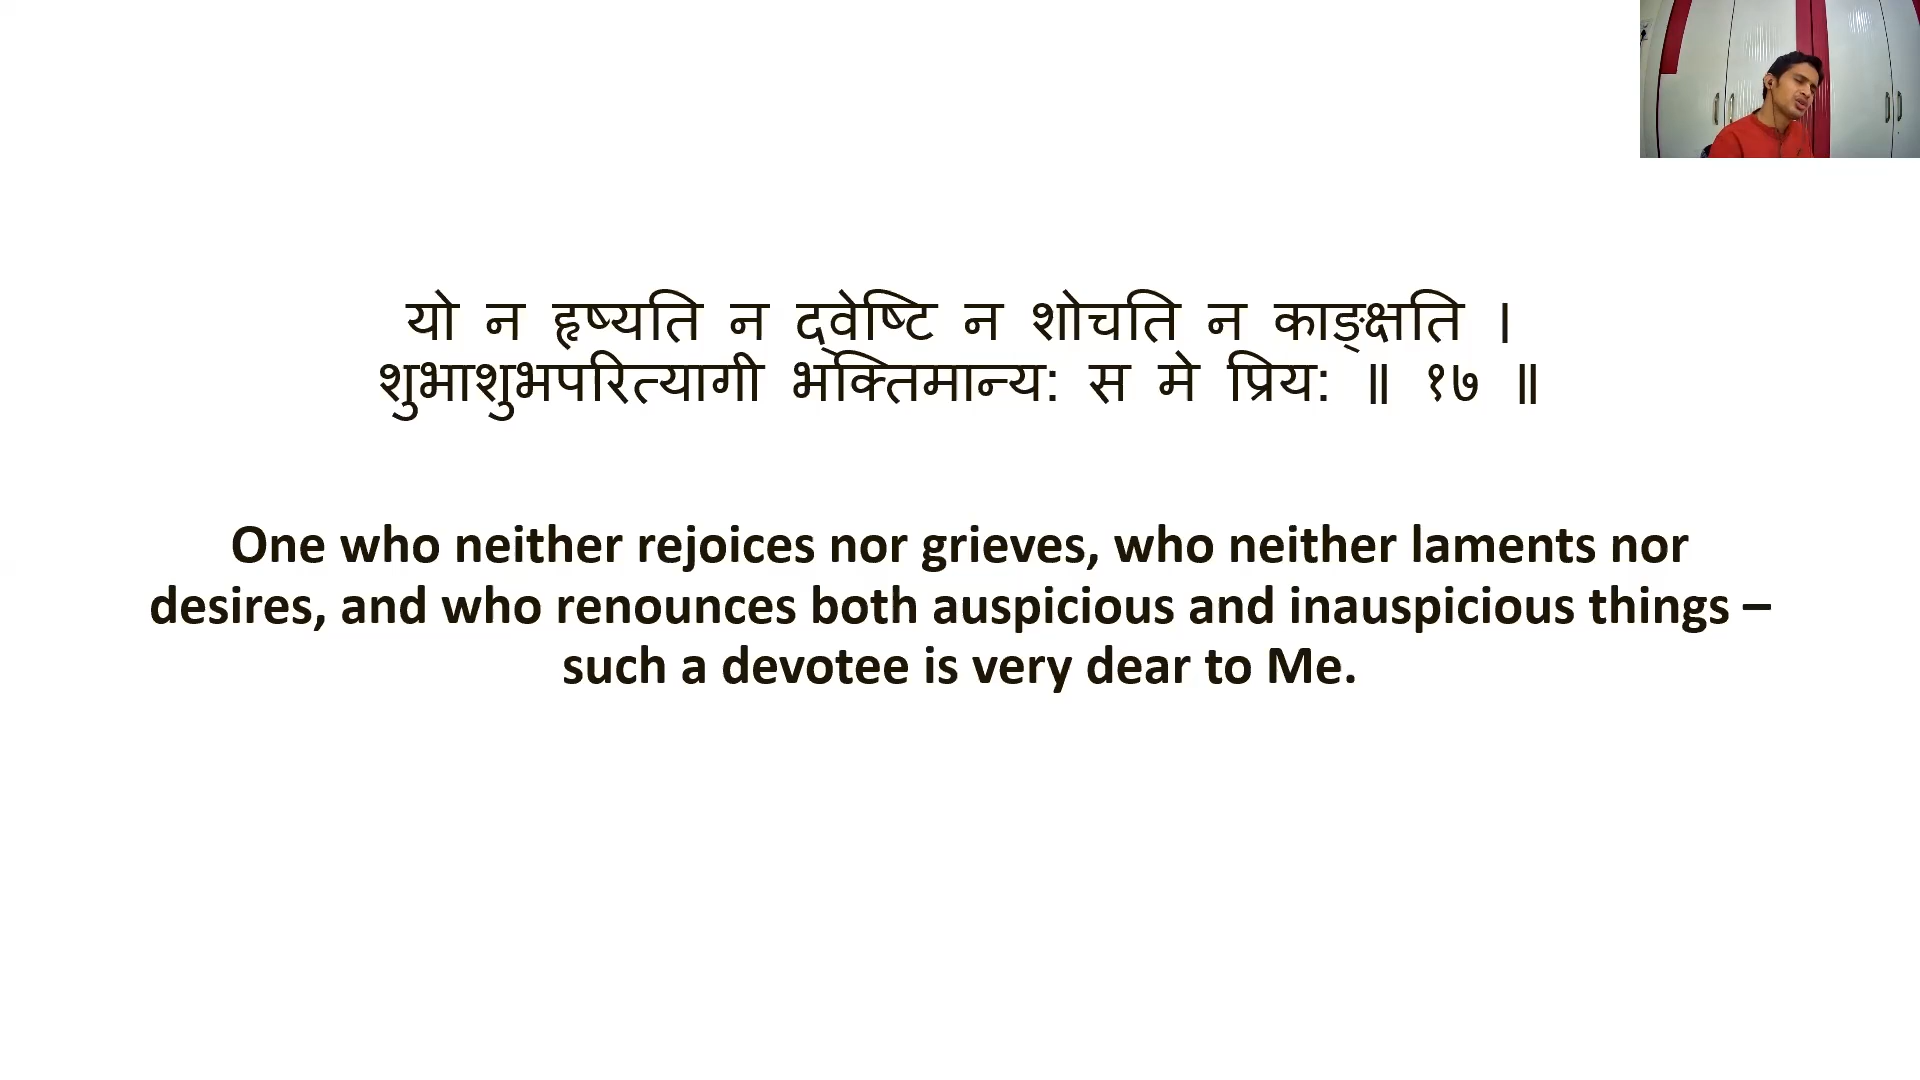 यो न हृष्यति न द्वेष्टि न शोचति न काङ्क्षति ।
शुभाशुभपरित्यागी भक्तिमान्य: स मे प्रिय: ॥ १७ ॥
One who neither rejoices nor grieves, who neither laments nor
desires, and who renounces both auspicious and inauspicious things –
such a devotee is very dear to Me.